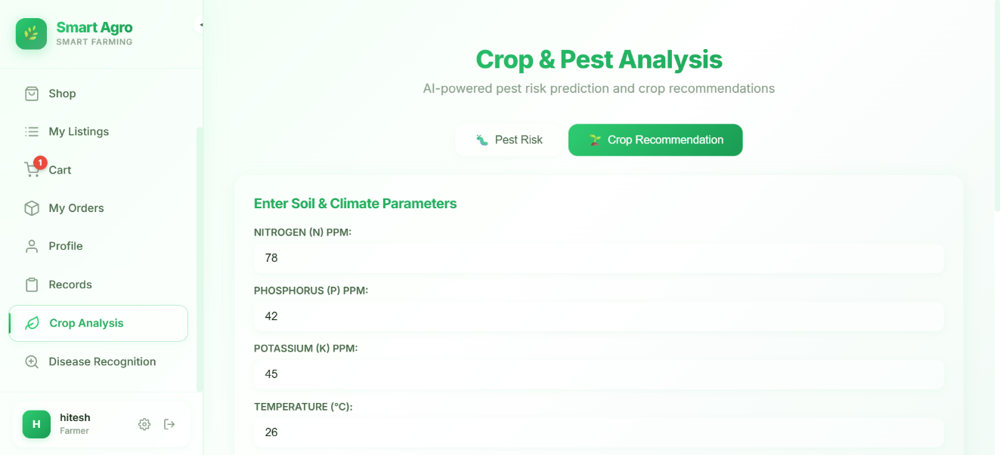 Smart Agro
SMART FARMING
Shop
My Listings
1
Cart
My Orders
Profile
Records
Crop Analysis
Disease Recognition
H
hitesh
Farmer
Crop & Pest Analysis
AI-powered pest risk prediction and crop recommendations
Pest Risk
Crop Recommendation
Enter Soil & Climate Parameters
NITROGEN (N) PPM:
78
PHOSPHORUS (P) PPM:
42
POTASSIUM (K) PPM:
45
TEMPERATURE (°C):
26